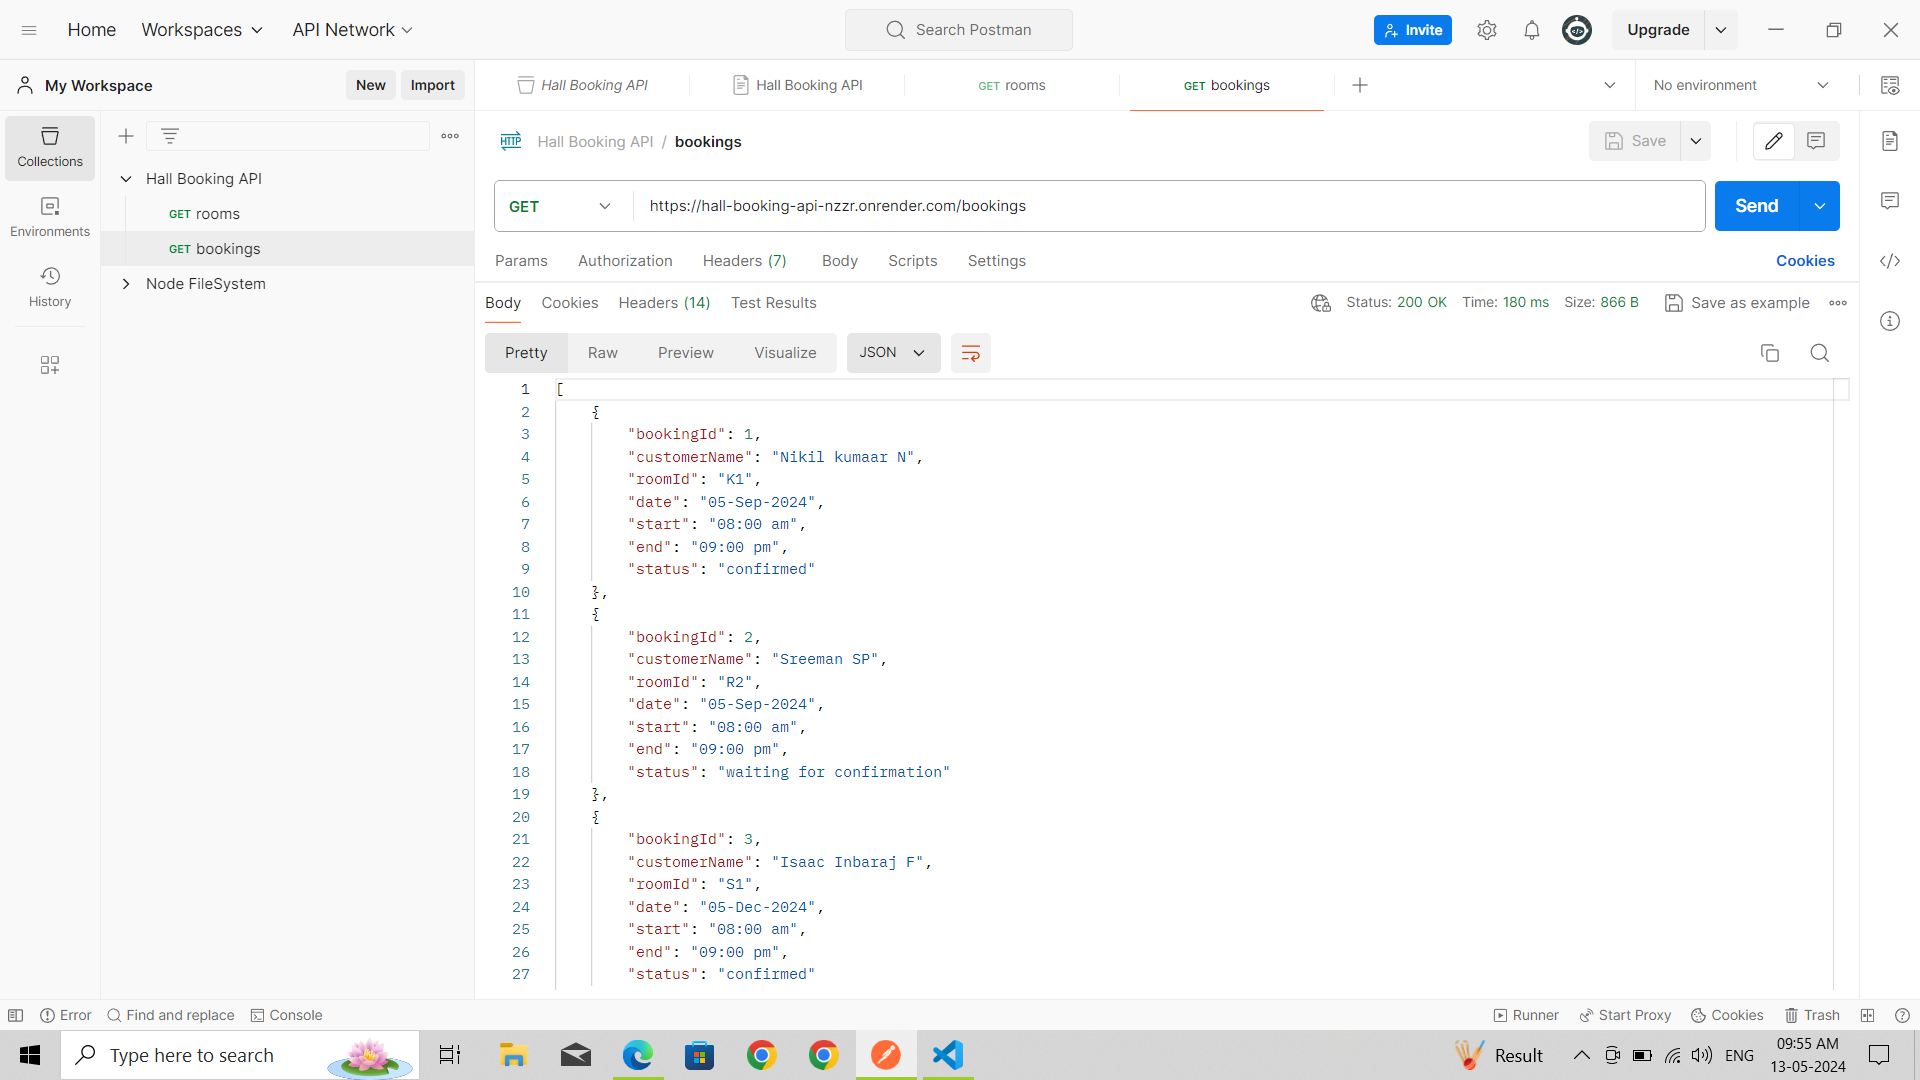 Home Workspaces API Network Search Postman Invite Upgrade
My Workspace New Import Hall Booking API Hall Booking API GET rooms GET bookings No environment
HTTP Hall Booking API / bookings Save
Collections
Hall Booking API
GET rooms
GET bookings
Node FileSystem
Environments
History
GET https://hall-booking-api-nzzr.onrender.com/bookings Send
Params Authorization Headers (7) Body Scripts Settings Cookies
Body Cookies Headers (14) Test Results Status: 200 OK Time: 180 ms Size: 866 B Save as example
Pretty Raw Preview Visualize JSON
1 [
2 {
3 "bookingId": 1,
4 "customerName": "Nikil kumaar N",
5 "roomId": "K1",
6 "date": "05-Sep-2024",
7 "start": "08:00 am",
8 "end": "09:00 pm",
9 "status": "confirmed"
10 },
11 {
12 "bookingId": 2,
13 "customerName": "Sreeman SP",
14 "roomId": "R2",
15 "date": "05-Sep-2024",
16 "start": "08:00 am",
17 "end": "09:00 pm",
18 "status": "waiting for confirmation"
19 },
20 {
21 "bookingId": 3,
22 "customerName": "Isaac Inbaraj F",
23 "roomId": "S1",
24 "date": "05-Dec-2024",
25 "start": "08:00 am",
26 "end": "09:00 pm",
27 "status": "confirmed"
Error Find and replace Console Runner Start Proxy Cookies Trash
Type here to search Result ENG 09:55 AM
13-05-2024